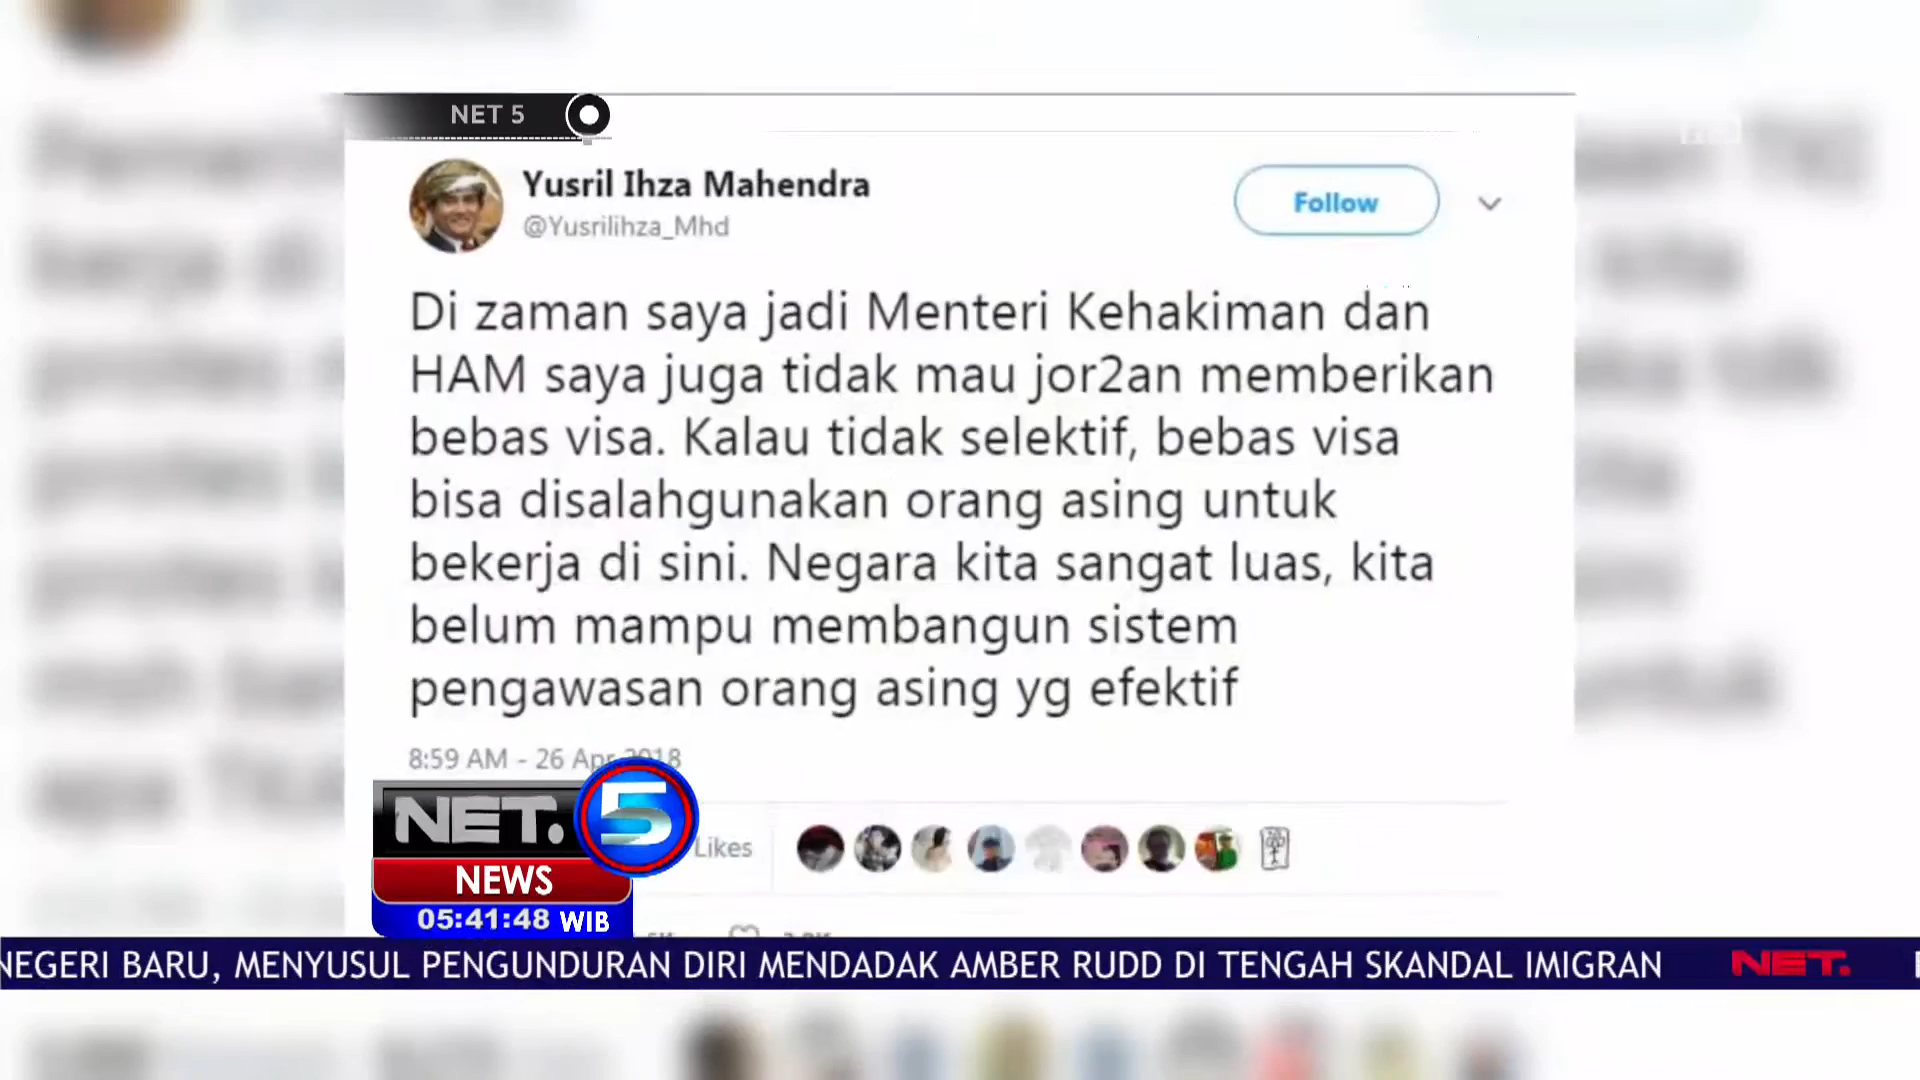 NET 5
Yusril Ihza Mahendra
@Yusrilihza_Mhd
Follow
Di zaman saya jadi Menteri Kehakiman dan
HAM saya juga tidak mau jor2an memberikan
bebas visa. Kalau tidak selektif, bebas visa
bisa disalahgunakan orang asing untuk
bekerja di sini. Negara kita sangat luas, kita
belum mampu membangun sistem
pengawasan orang asing yg efektif
8:59 AM - 26 Apr 2018
Likes
NET. 5
NEWS
05:41:48 WIB
NEGERI BARU, MENYUSUL PENGUNDURAN DIRI MENDADAK AMBER RUDD DI TENGAH SKANDAL IMIGRAN NET.